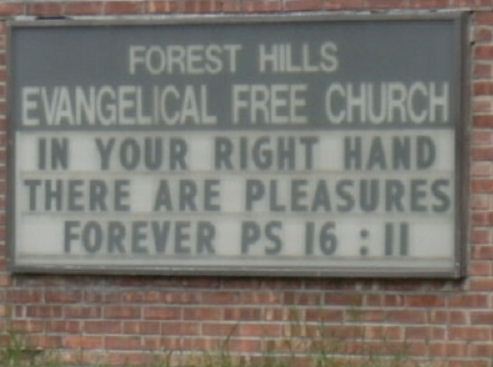 FOREST HILLS
EVANGELICAL FREE CHURCH
IN YOUR RIGHT HAND
THERE ARE PLEASURES
FOREVER PS 16 : 11